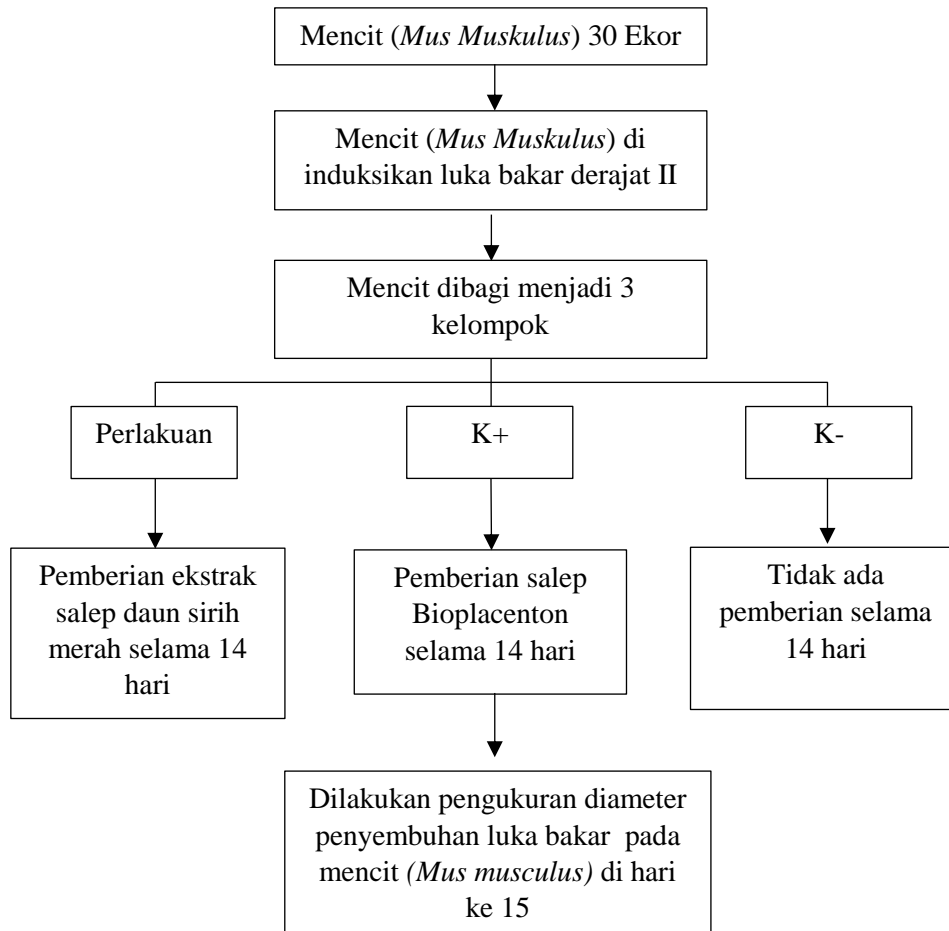 Mencit (Mus Muskulus) 30 Ekor
Mencit (Mus Muskulus) di
induksikan luka bakar derajat II
Mencit dibagi menjadi 3
kelompok
Perlakuan
K+
K-
Pemberian ekstrak
salep daun sirih
merah selama 14
hari
Pemberian salep
Bioplacenton
selama 14 hari
Tidak ada
pemberian selama
14 hari
Dilakukan pengukuran diameter
penyembuhan luka bakar pada
mencit (Mus musculus) di hari
ke 15